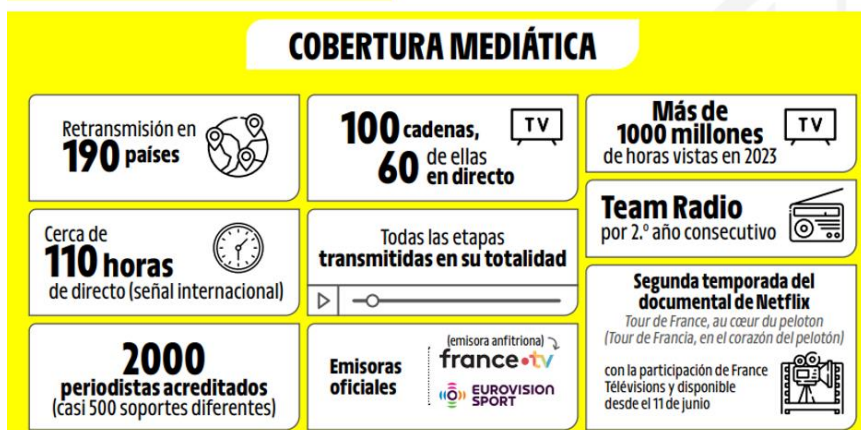 COBERTURA MEDIÁTICA
Retransmisión en
190 países
100 cadenas,
60 de ellas
en directo
TV
Más de
1000 millones
de horas vistas en 2023
TV
Cerca de
110 horas
de directo (señal internacional)
Todas las etapas
transmitidas en su totalidad
Team Radio
por 2.º año consecutivo
2000
periodistas acreditados
(casi 500 soportes diferentes)
Emisoras
oficiales
(emisora anfitriona)
france•tv
EUROVISION
SPORT
Segunda temporada del
documental de Netflix
Tour de France, au cœur du peloton
(Tour de Francia, en el corazón del pelotón)
con la participación de France
Télévisions y disponible
desde el 11 de junio